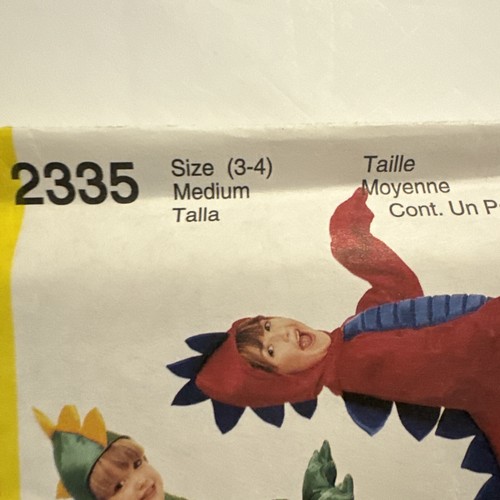 2335
Size (3-4)
Medium
Talla
Taille
Moyenne
Cont. Un